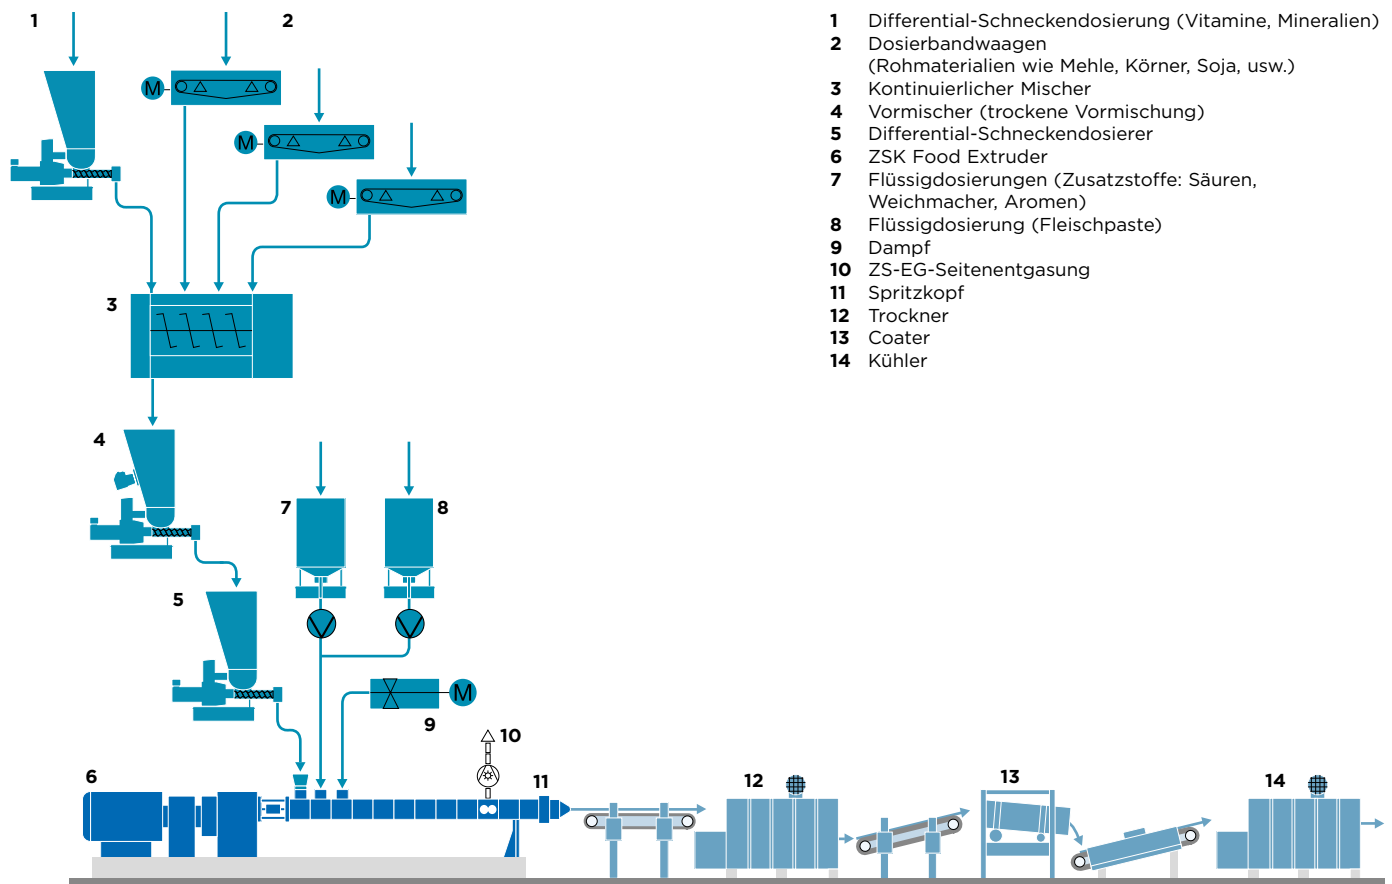 1
2
M
M
M
3
4
7
8
5
M
9
10
6
11
12
13
14
1 Differential-Schneckendosierung (Vitamine, Mineralien)
2 Dosierbandwaagen
(Rohmaterialien wie Mehle, Körner, Soja, usw.)
3 Kontinuierlicher Mischer
4 Vormischer (trockene Vormischung)
5 Differential-Schneckendosierer
6 ZSK Food Extruder
7 Flüssigdosierungen (Zusatzstoffe: Säuren,
Weichmacher, Aromen)
8 Flüssigdosierung (Fleischpaste)
9 Dampf
10 ZS-EG-Seitenentgasung
11 Spritzkopf
12 Trockner
13 Coater
14 Kühler